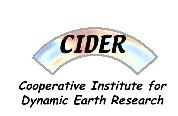 CIDER
Cooperative Institute for
Dynamic Earth Research